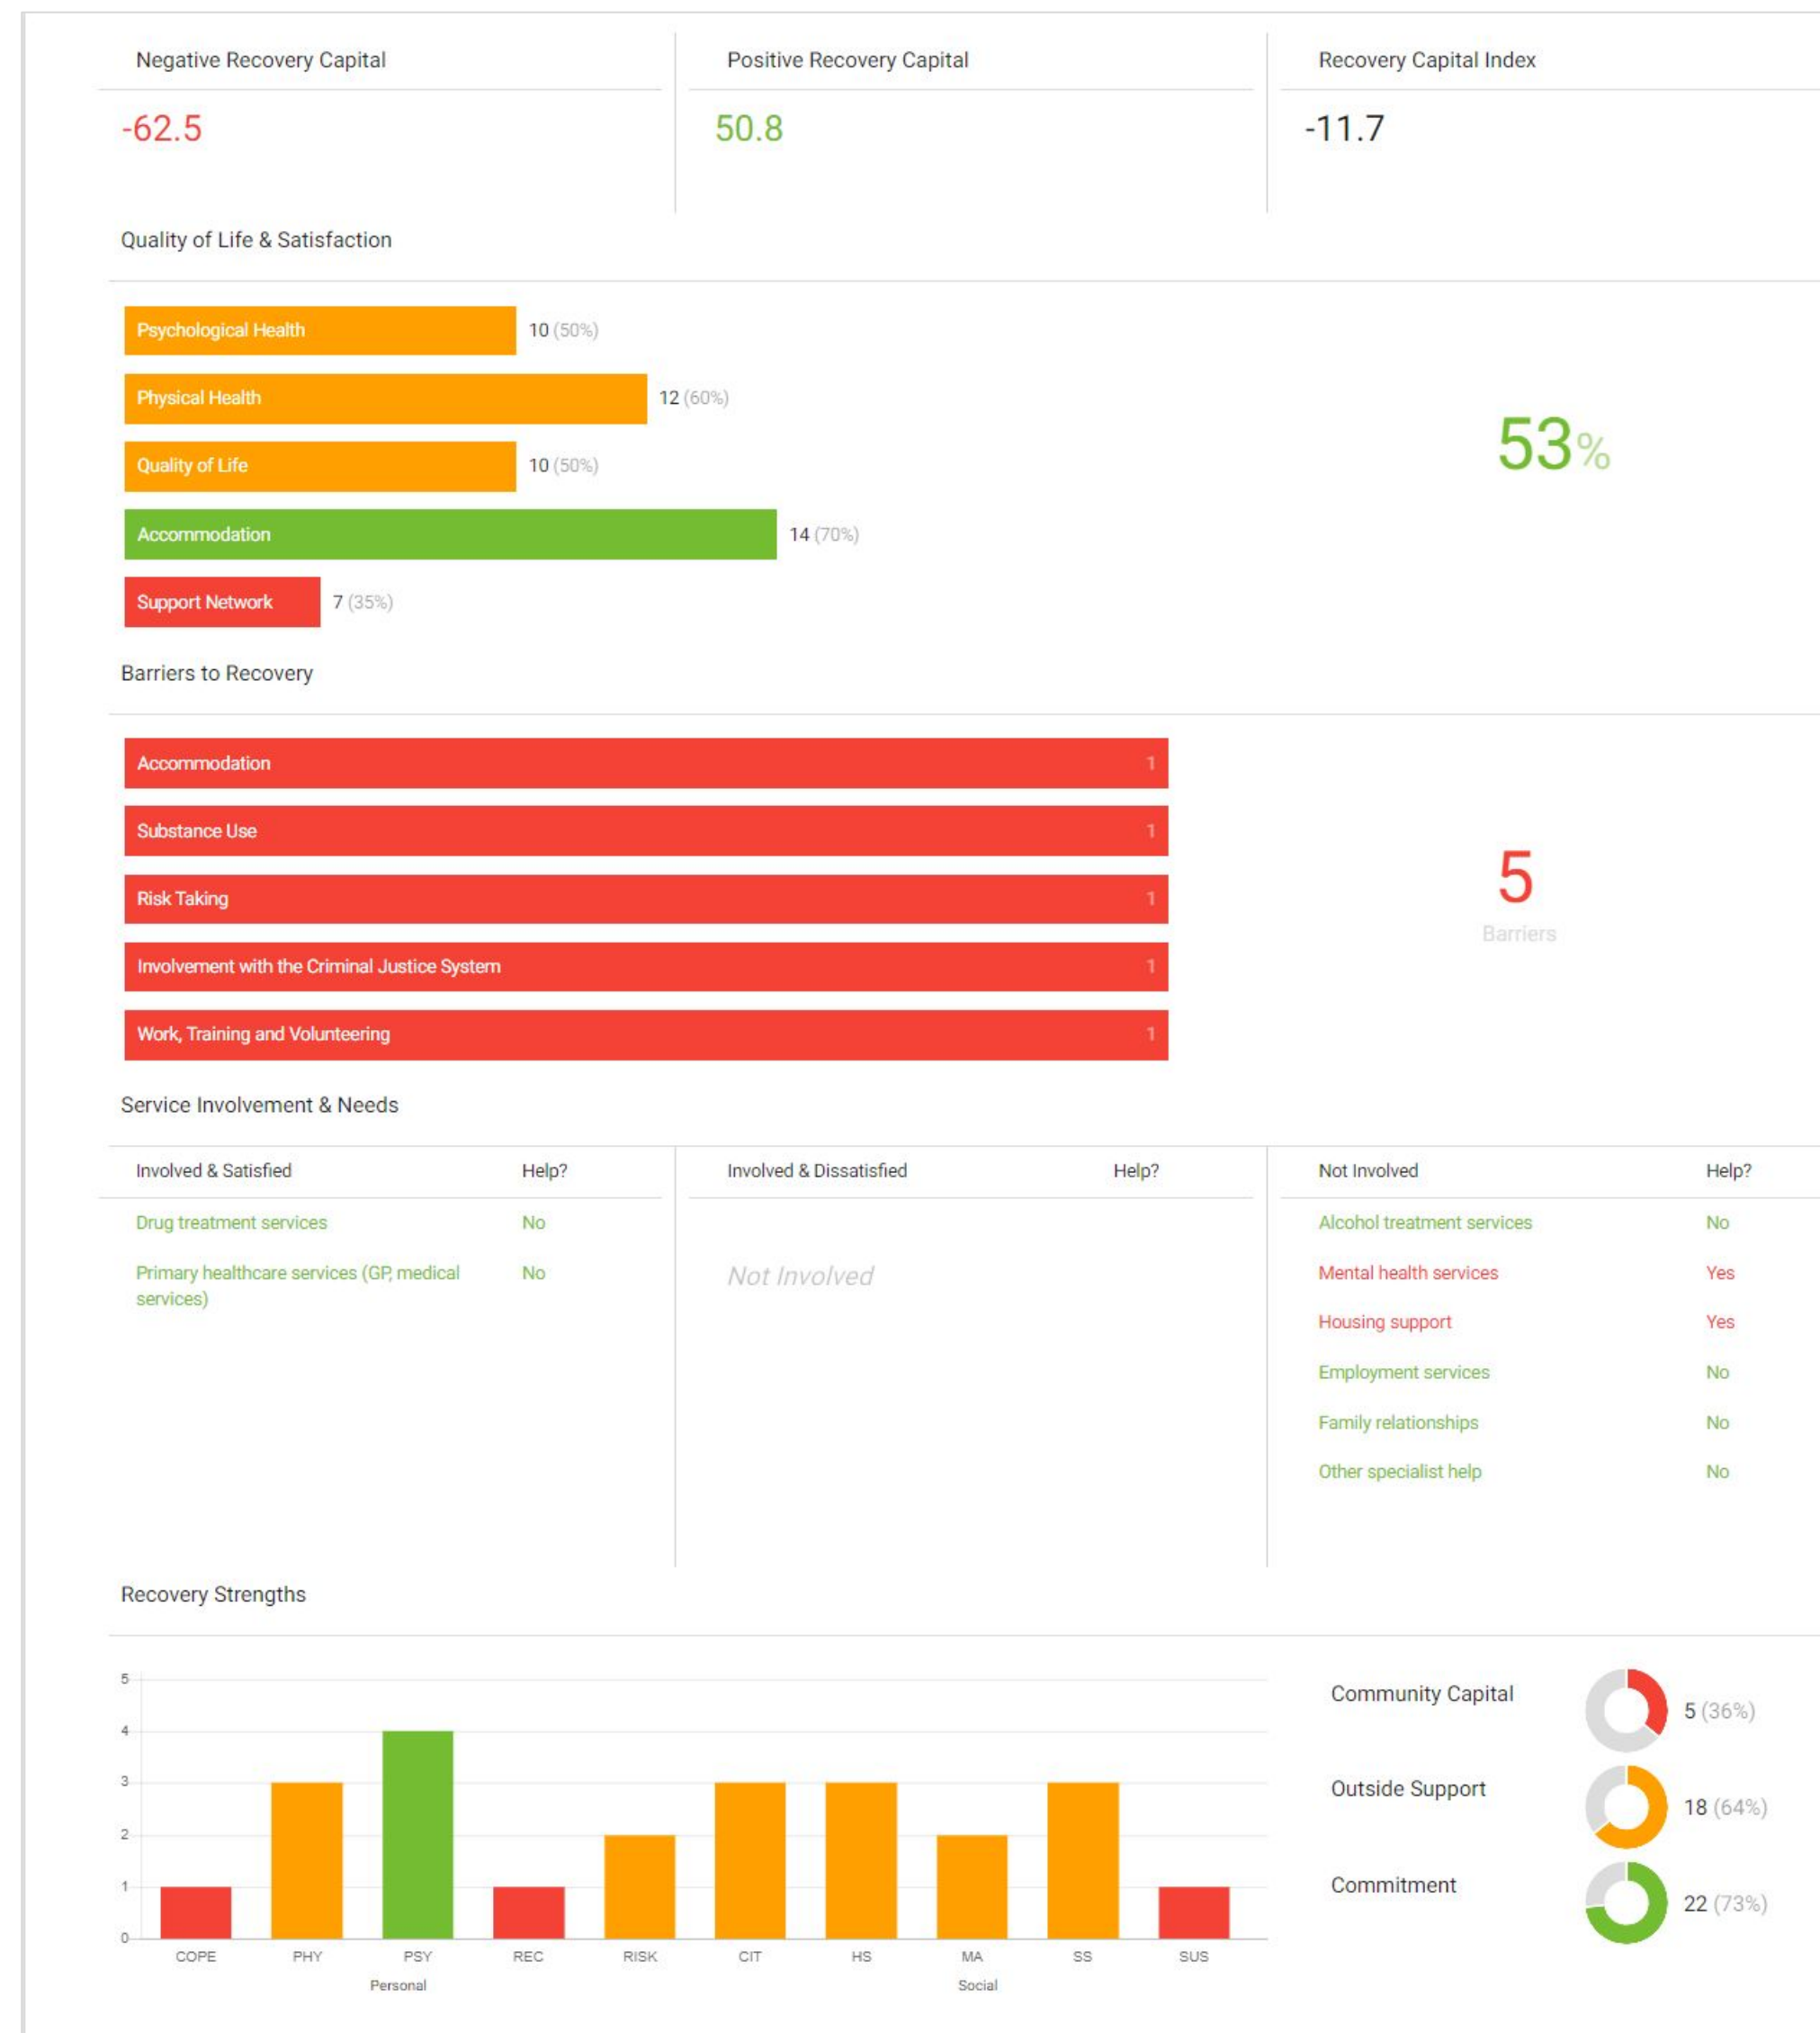 Negative Recovery Capital
Positive Recovery Capital
Recovery Capital Index
-62.5
50.8
-11.7
Quality of Life & Satisfaction
Psychological Health 10 (50%)
Physical Health 12 (60%)
Quality of Life 10 (50%)
Accommodation 14 (70%)
Support Network 7 (35%)
53%
Barriers to Recovery
Accommodation 1
Substance Use 1
Risk Taking 1
Involvement with the Criminal Justice System 1
Work, Training and Volunteering 1
5
Barriers
Service Involvement & Needs
Involved & Satisfied Help?
Drug treatment services No
Primary healthcare services (GP, medical No
services)
Involved & Dissatisfied Help?
Not Involved
Not Involved Help?
Alcohol treatment services No
Mental health services Yes
Housing support Yes
Employment services No
Family relationships No
Other specialist help No
Recovery Strengths
5
4
3
2
1
0
COPE PHY PSY REC RISK CIT HS MA SS SUS
Personal Social
Community Capital 5 (36%)
Outside Support 18 (64%)
Commitment 22 (73%)